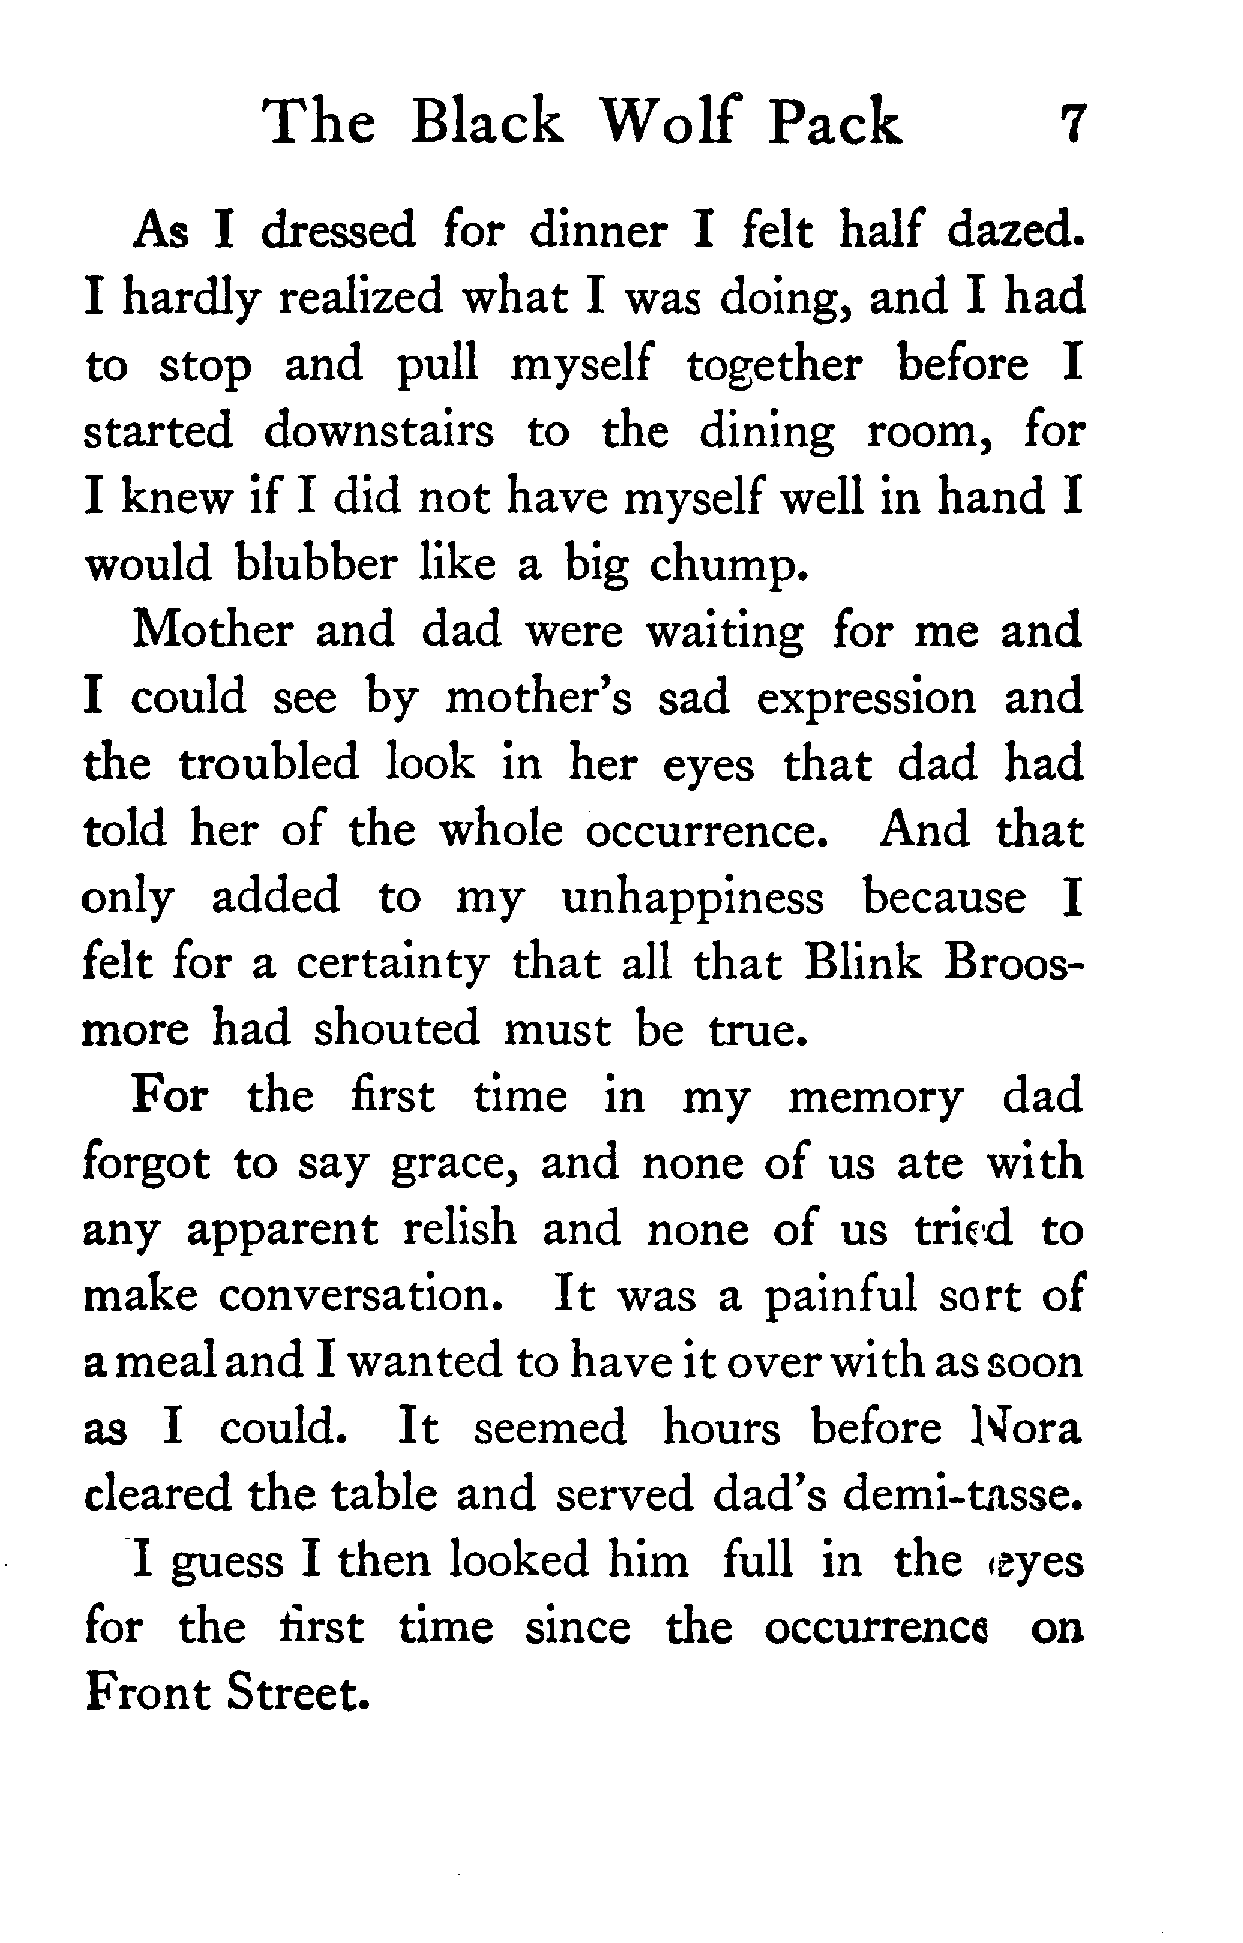 The Black Wolf Pack 7
As I dressed for dinner I felt half dazed.
I hardly realized what I was doing, and I had
to stop and pull myself together before I
started downstairs to the dining room, for
I knew if I did not have myself well in hand I
would blubber like a big chump.
Mother and dad were waiting for me and
I could see by mother's sad expression and
the troubled look in her eyes that dad had
told her of the whole occurrence. And that
only added to my unhappiness because I
felt for a certainty that all that Blink Broos-
more had shouted must be true.
For the first time in my memory dad
forgot to say grace, and none of us ate with
any apparent relish and none of us tried to
make conversation. It was a painful sort of
a meal and I wanted to have it over with as soon
as I could. It seemed hours before Nora
cleared the table and served dad's demi-tasse.
I guess I then looked him full in the eyes
for the first time since the occurrence on
Front Street.